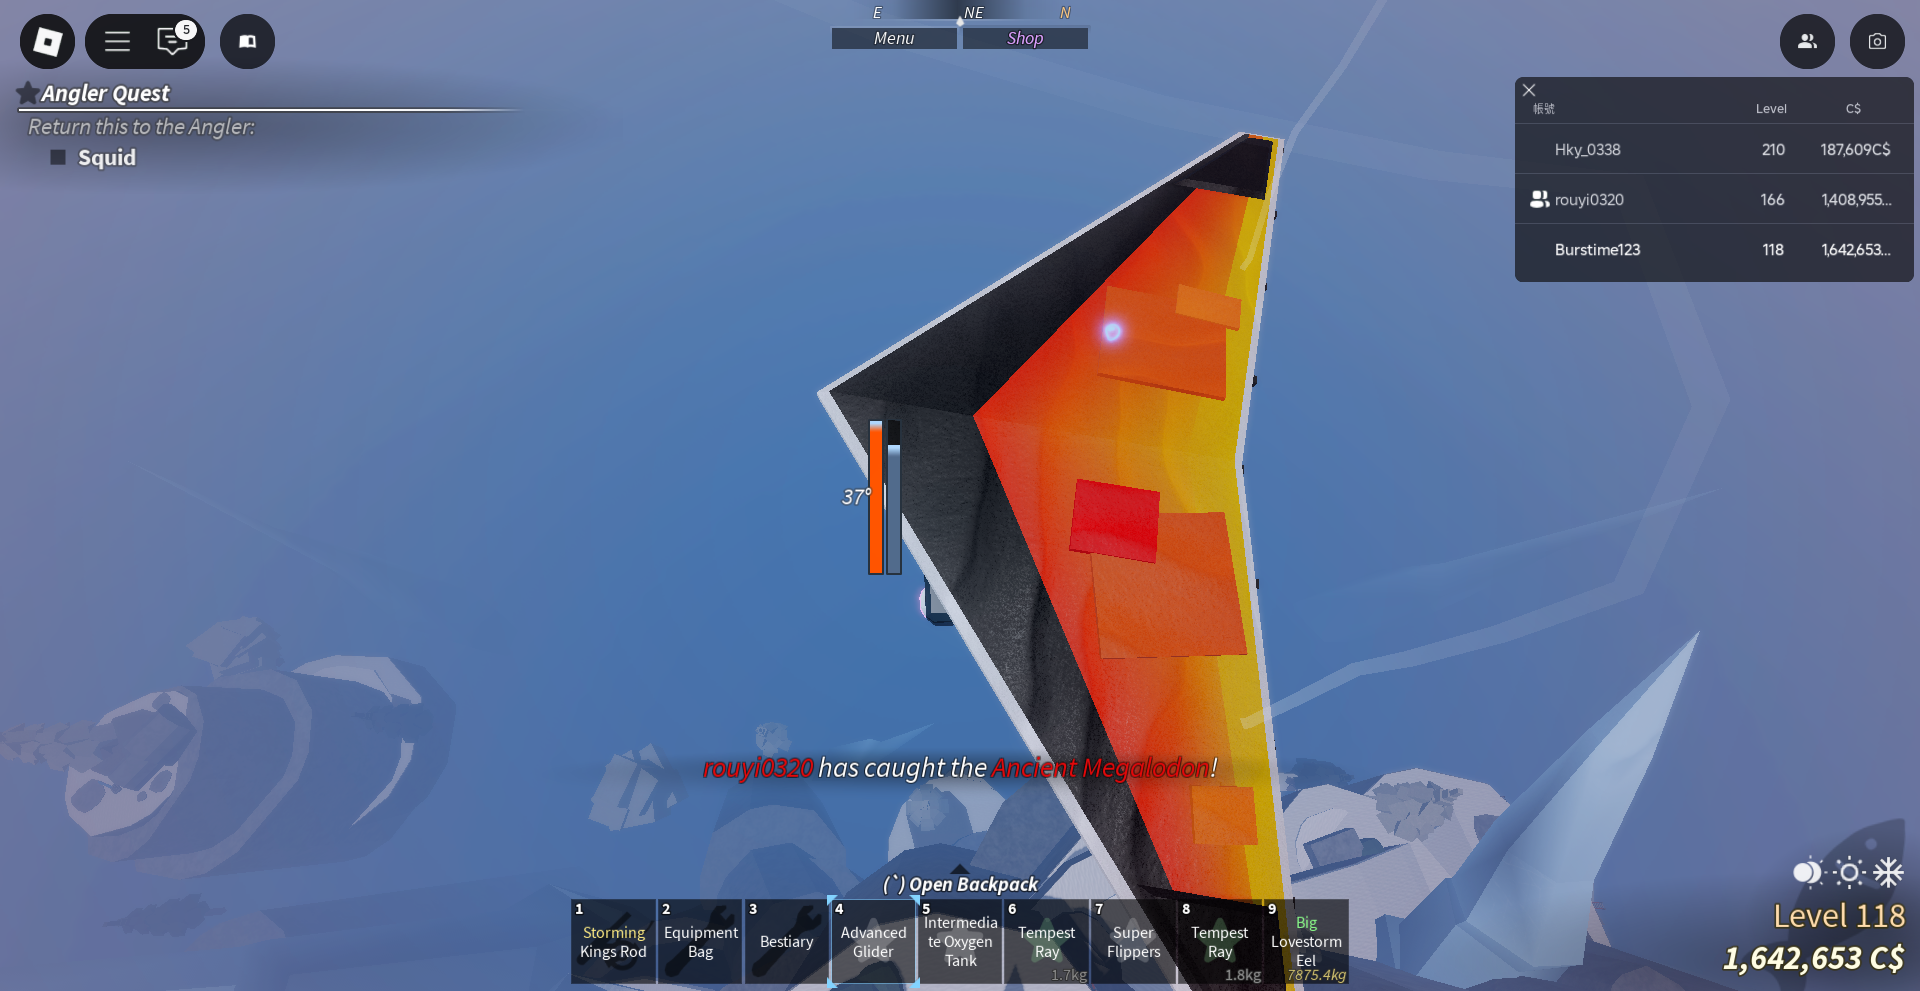 5
E NE N
Menu Shop
Angler Quest
Return this to the Angler:
Squid
帳號 Level C$
Hky_0338 210 187,609C$
rouyi0320 166 1,408,955...
Burstime123 118 1,642,653...
37°
rouyi0320 has caught the Ancient Megalodon!
(`) Open Backpack
1 Storming Kings Rod
2 Equipment Bag
3 Bestiary
4 Advanced Glider
5 Intermedia te Oxygen Tank
6 Tempest Ray 1.7kg
7 Super Flippers
8 Tempest Ray 1.8kg
9 Big Lovestorm Eel 7875.4kg
Level 118
1,642,653 C$